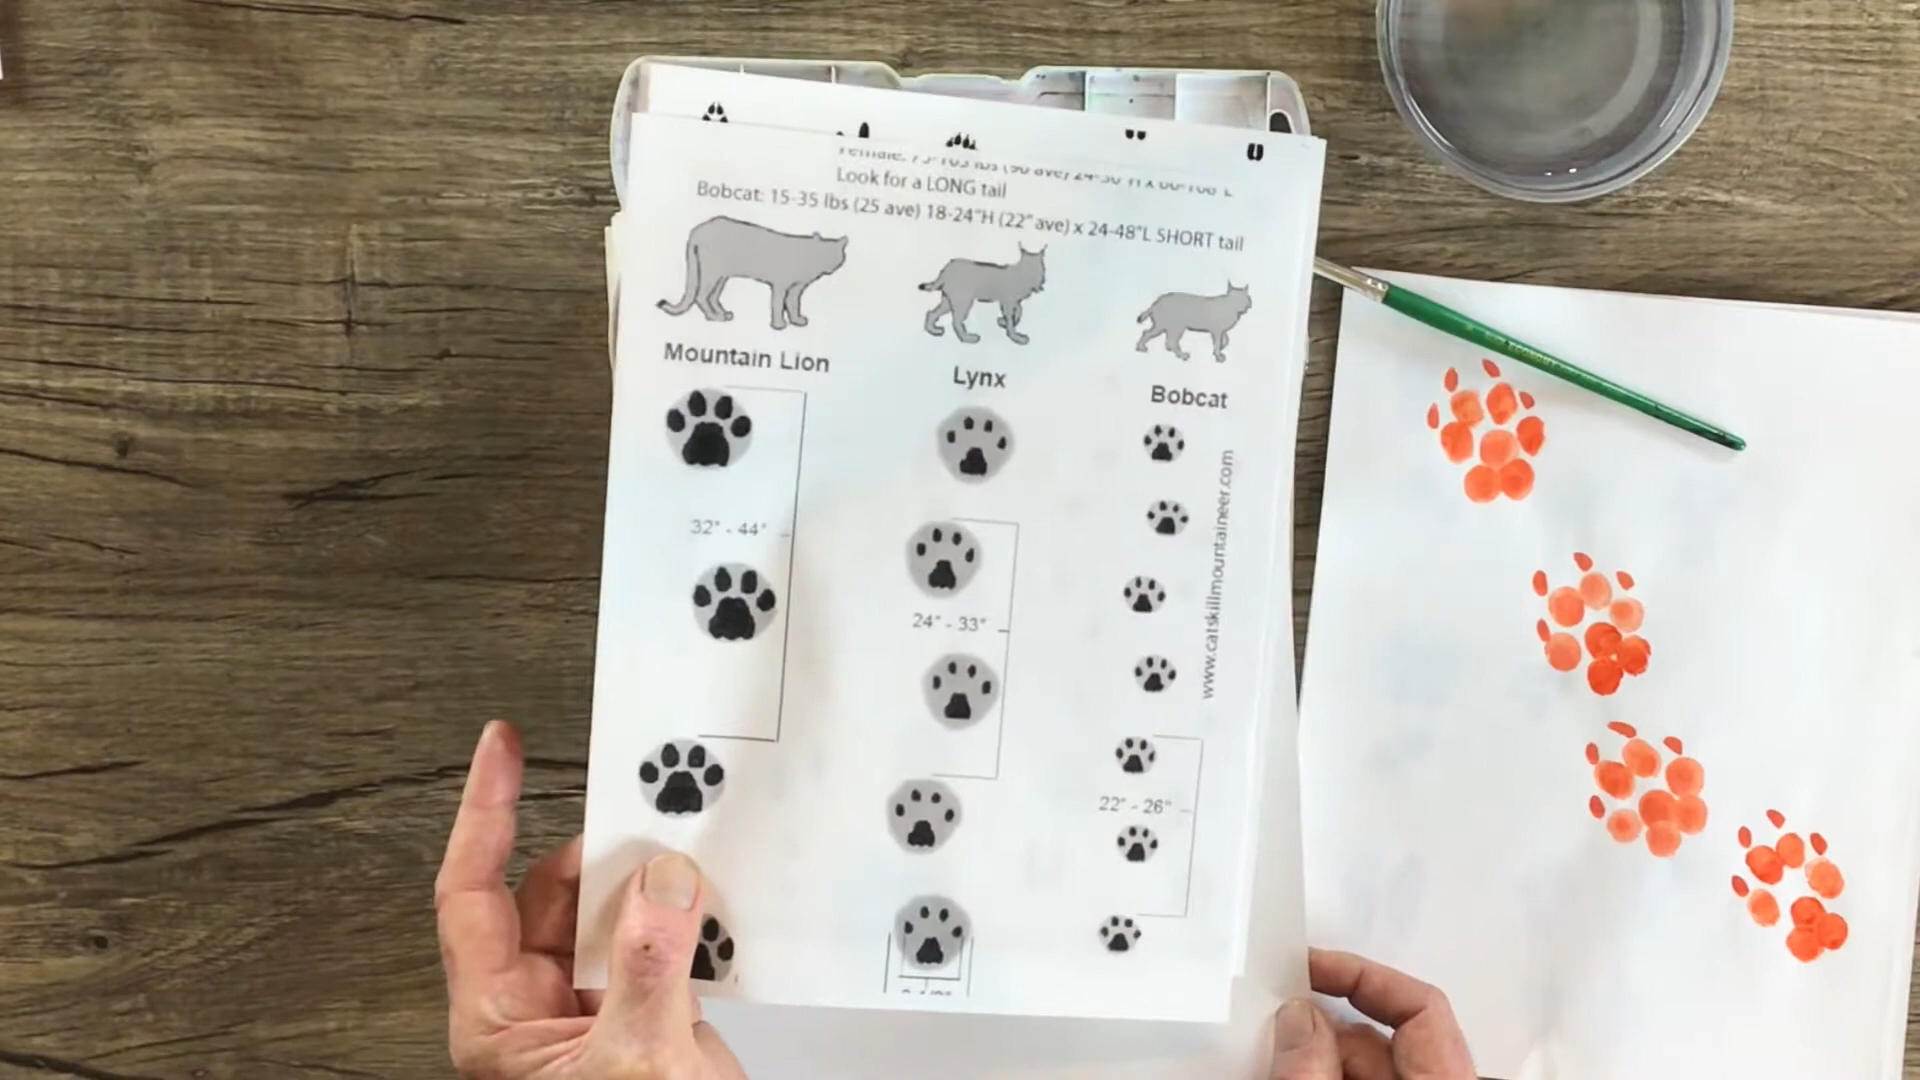 Look for a LONG tail
Bobcat: 15-35 lbs (25 ave) 18-24"H (22" ave) x 24-48"L SHORT tail
Mountain Lion
Lynx
Bobcat
32" - 44"
24" - 33"
22" - 26"
www.catskillmountaineer.com